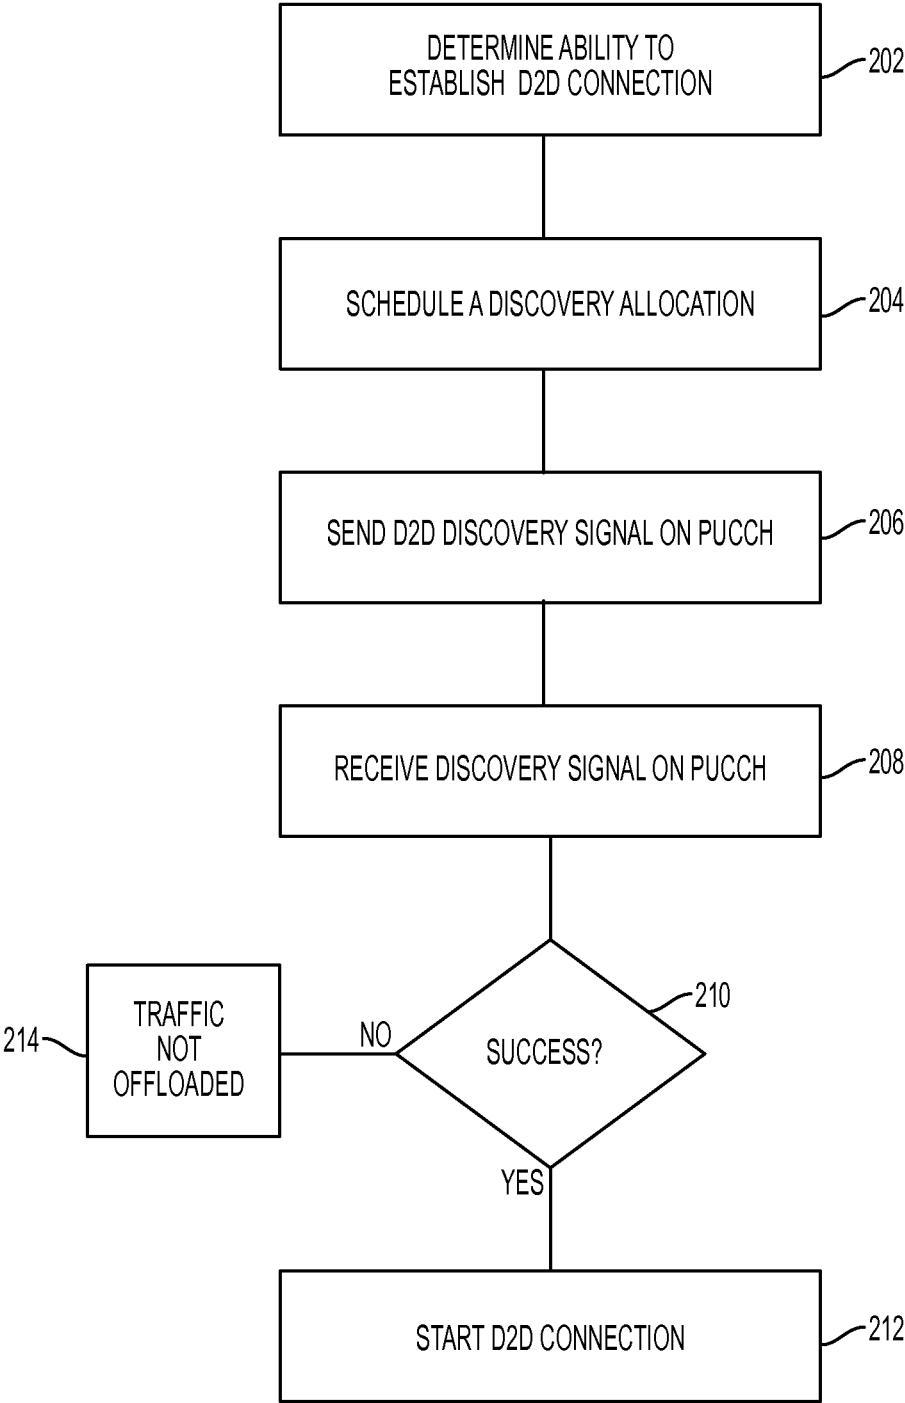 DETERMINE ABILITY TO
ESTABLISH D2D CONNECTION
202
SCHEDULE A DISCOVERY ALLOCATION
204
SEND D2D DISCOVERY SIGNAL ON PUCCH
206
RECEIVE DISCOVERY SIGNAL ON PUCCH
208
210
SUCCESS?
NO
TRAFFIC
NOT
OFFLOADED
214
YES
START D2D CONNECTION
212